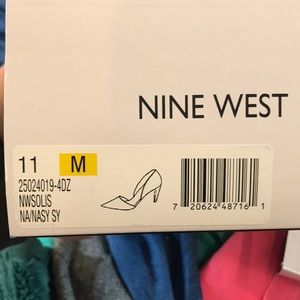 NINE WEST
11 M
25024019-4DZ
NWSOLIS
NA/NASY SY
7 20624 48716 1